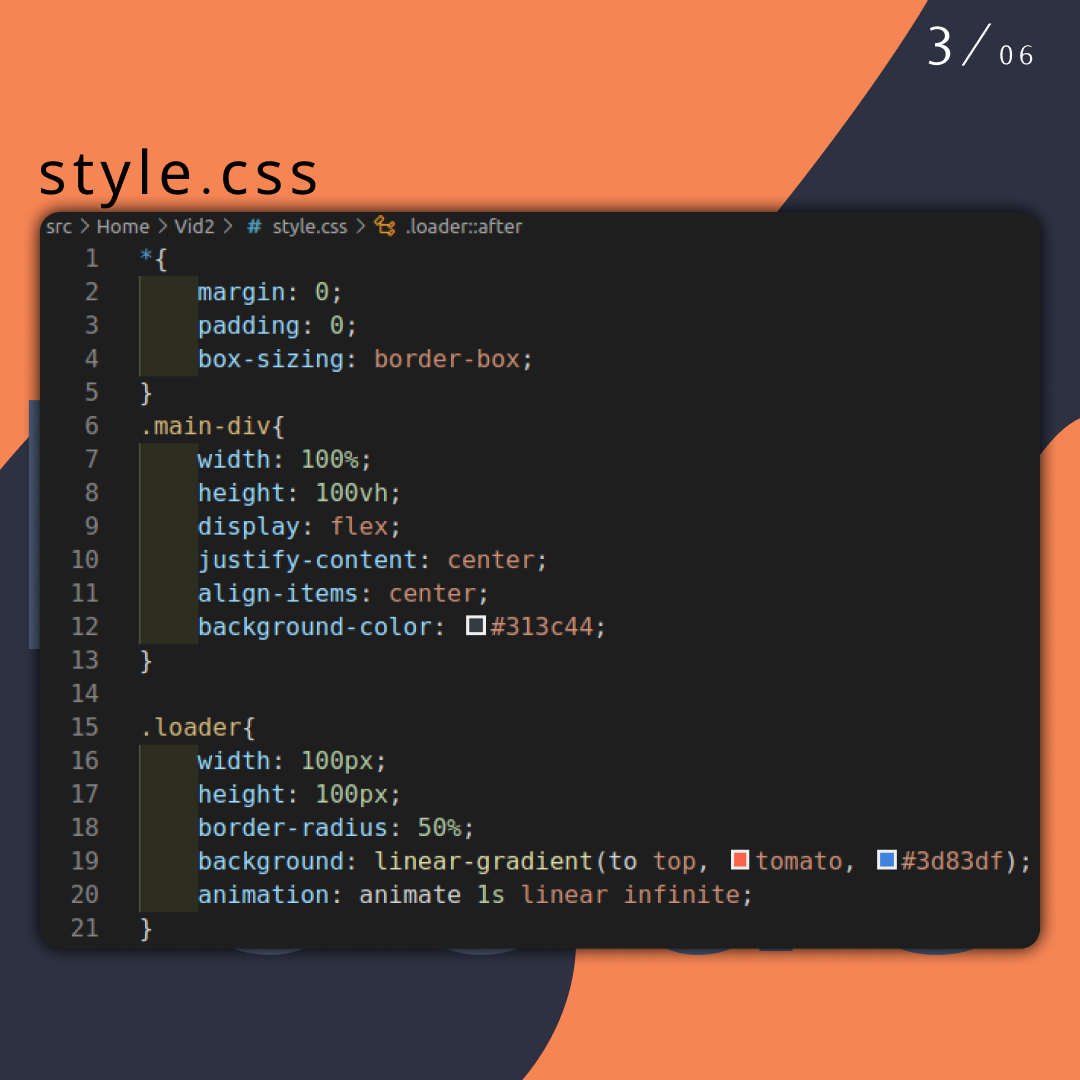 3/06
style.css
src > Home > Vid2 > # style.css > .loader::after
1 *{
2     margin: 0;
3     padding: 0;
4     box-sizing: border-box;
5 }
6 .main-div{
7     width: 100%;
8     height: 100vh;
9     display: flex;
10     justify-content: center;
11     align-items: center;
12     background-color: #313c44;
13 }
14
15 .loader{
16     width: 100px;
17     height: 100px;
18     border-radius: 50%;
19     background: linear-gradient(to top, tomato, #3d83df);
20     animation: animate 1s linear infinite;
21 }